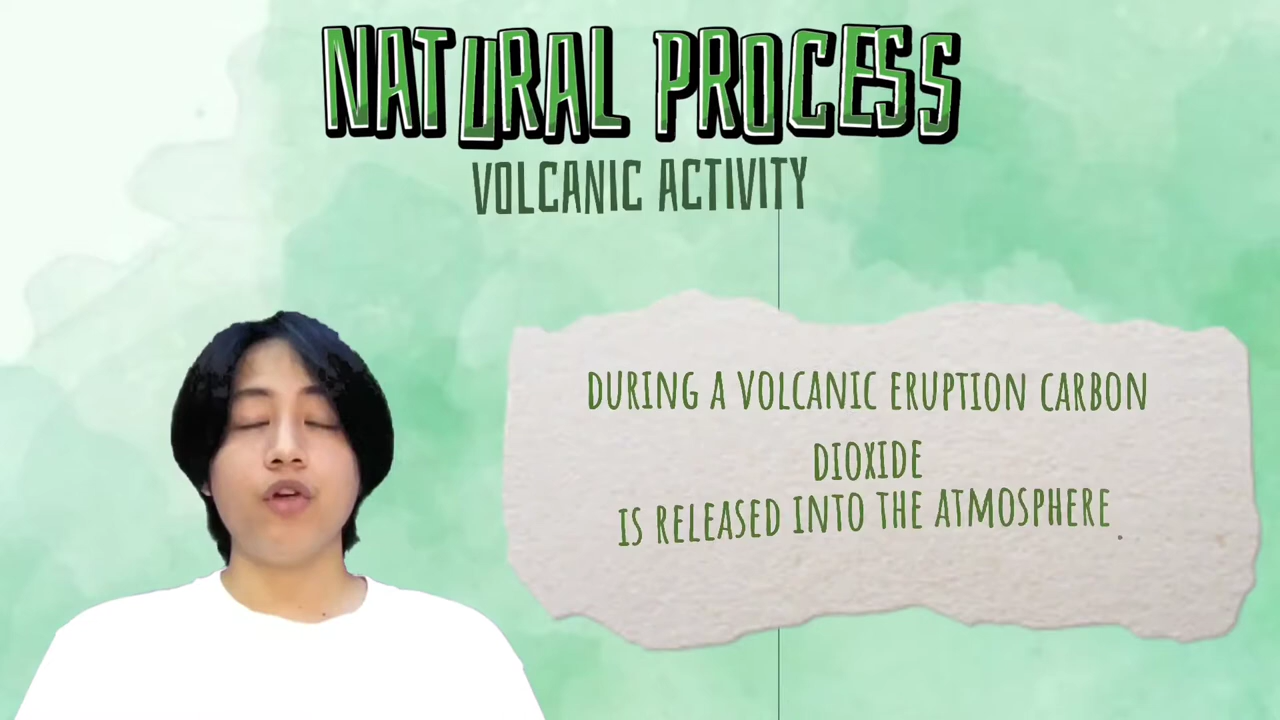 NATURAL PROCESS
VOLCANIC ACTIVITY
DURING A VOLCANIC ERUPTION CARBON
DIOXIDE
IS RELEASED INTO THE ATMOSPHERE.